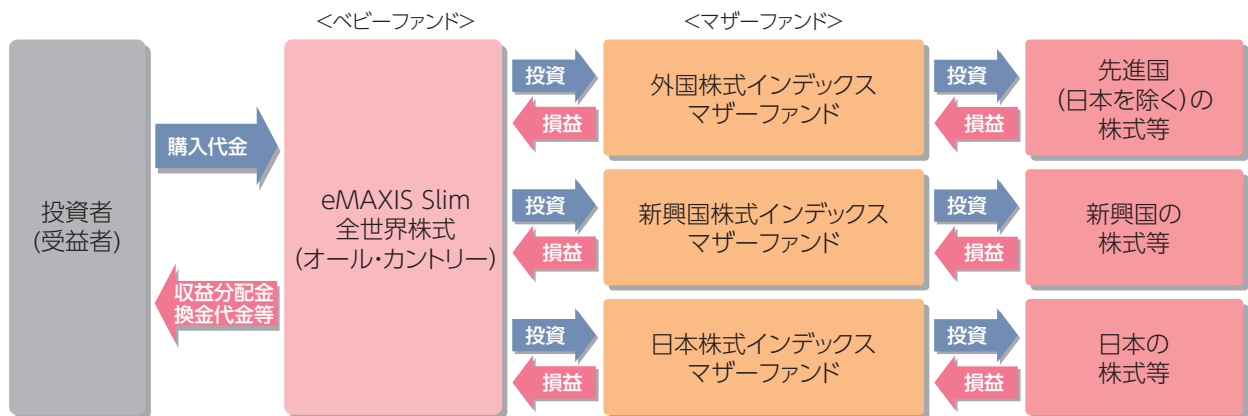 <ベビーファンド>
<マザーファンド>
投資者
(受益者)
購入代金
収益分配金
換金代金等
eMAXIS Slim
全世界株式
(オール・カントリー)
投資
損益
外国株式インデックス
マザーファンド
投資
損益
先進国
(日本を除く)の
株式等
投資
損益
新興国株式インデックス
マザーファンド
投資
損益
新興国の
株式等
投資
損益
日本株式インデックス
マザーファンド
投資
損益
日本の
株式等